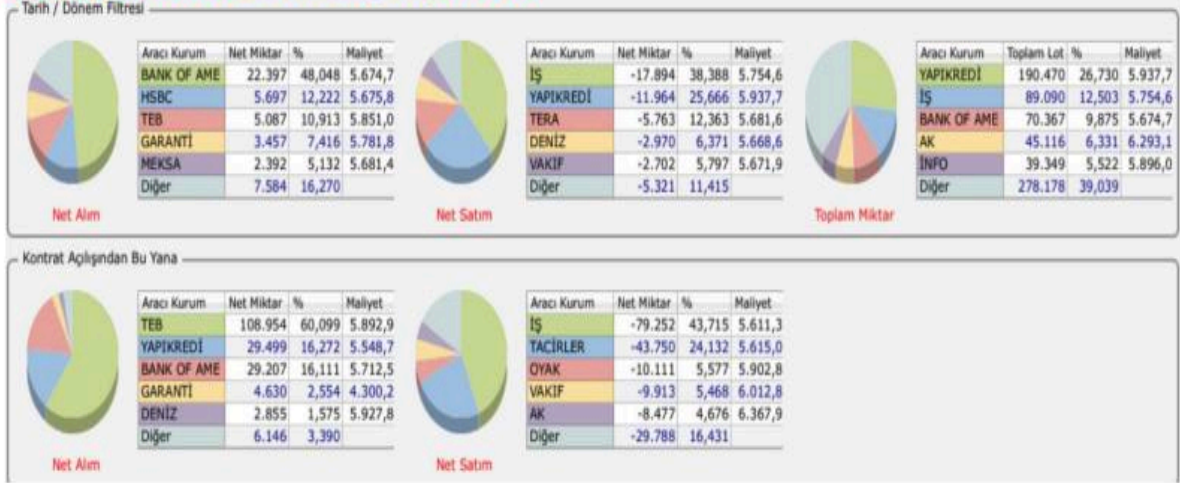 Tarih / Dönem Filtresi
Aracı Kurum Net Miktar % Maliyet
BANK OF AME 22.397 48,048 5.674,7
HSBC 5.697 12,222 5.675,8
TEB 5.087 10,913 5.851,0
GARANTİ 3.457 7,416 5.781,8
MEKSA 2.392 5,132 5.681,4
Diğer 7.584 16,270
Net Alım
Aracı Kurum Net Miktar % Maliyet
İŞ -17.894 38,388 5.754,6
YAPIKREDİ -11.964 25,666 5.937,7
TERA -5.763 12,363 5.681,6
DENİZ -2.970 6,371 5.668,6
VAKIF -2.702 5,797 5.671,9
Diğer -5.321 11,415
Net Satım
Aracı Kurum Toplam Lot % Maliyet
YAPIKREDİ 190.470 26,730 5.937,7
İŞ 89.090 12,503 5.754,6
BANK OF AME 70.367 9,875 5.674,7
AK 45.116 6,331 6.293,1
İNFO 39.349 5,522 5.896,0
Diğer 278.178 39,039
Toplam Miktar
Kontrat Açılışından Bu Yana
Aracı Kurum Net Miktar % Maliyet
TEB 108.954 60,099 5.892,9
YAPIKREDİ 29.499 16,272 5.548,7
BANK OF AME 29.207 16,111 5.712,5
GARANTİ 4.630 2,554 4.300,2
DENİZ 2.855 1,575 5.927,8
Diğer 6.146 3,390
Net Alım
Aracı Kurum Net Miktar % Maliyet
İŞ -79.252 43,715 5.611,3
TACİRLER -43.750 24,132 5.615,0
OYAK -10.111 5,577 5.902,8
VAKIF -9.913 5,468 6.012,8
AK -8.477 4,676 6.367,9
Diğer -29.788 16,431
Net Satım